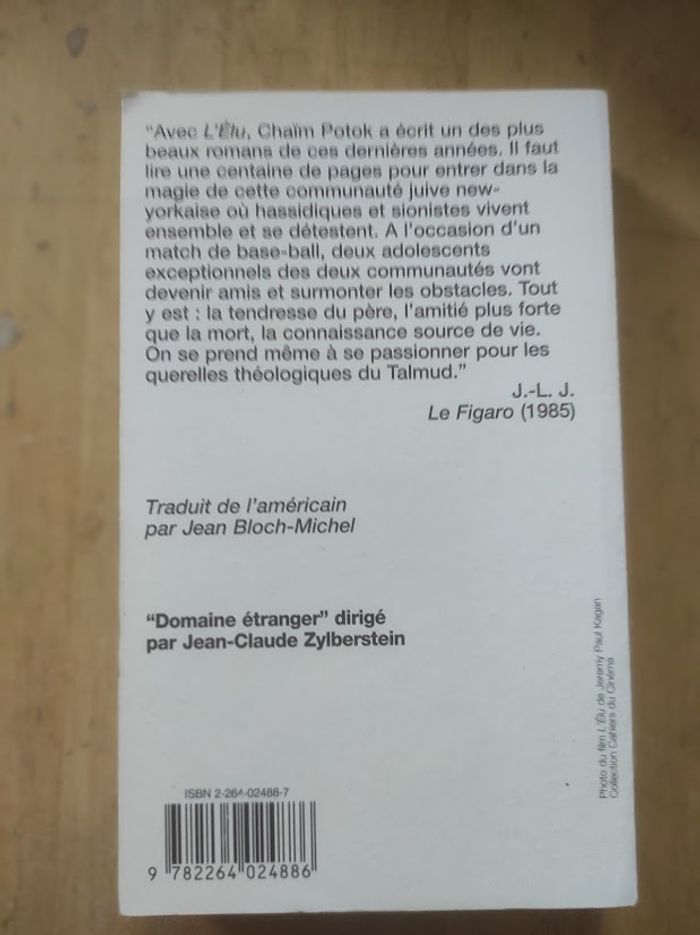 “Avec L'Élu, Chaïm Potok a écrit un des plus
beaux romans de ces dernières années. Il faut
lire une centaine de pages pour entrer dans la
magie de cette communauté juive new-
yorkaise où hassidiques et sionistes vivent
ensemble et se détestent. A l’occasion d’un
match de base-ball, deux adolescents
exceptionnels des deux communautés vont
devenir amis et surmonter les obstacles. Tout
y est : la tendresse du père, l’amitié plus forte
que la mort, la connaissance source de vie.
On se prend même à se passionner pour les
querelles théologiques du Talmud.”
J.-L. J.
Le Figaro (1985)
Traduit de l’américain
par Jean Bloch-Michel
“Domaine étranger” dirigé
par Jean-Claude Zylberstein
Photo du film L'Élu de Jeremy Paul Kagan
Collection Cahiers du Cinéma
ISBN 2-264-02488-7
9 782264 024886